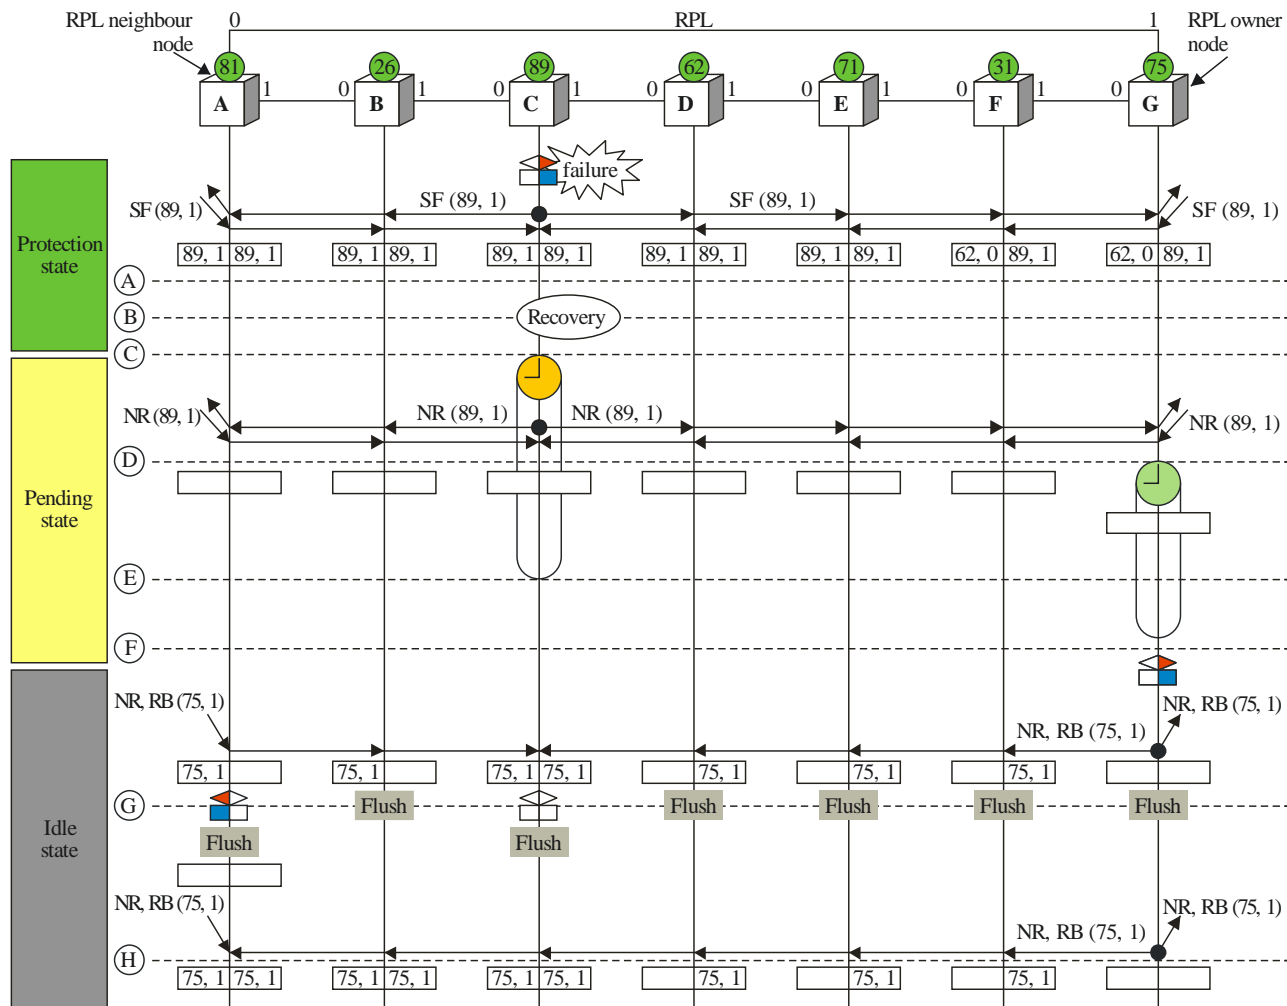 RPL neighbour
node
0
RPL
1
RPL owner
node
81
26
89
62
71
31
75
A
1
0
B
1
0
C
1
0
D
1
0
E
1
0
F
1
0
G
failure
SF (89, 1)
SF (89, 1)
SF (89, 1)
SF (89, 1)
Protection
state
89, 1 89, 1
89, 1 89, 1
89, 1 89, 1
89, 1 89, 1
89, 1 89, 1
62, 0 89, 1
62, 0 89, 1
A
B
Recovery
C
NR (89, 1)
NR (89, 1)
NR (89, 1)
NR (89, 1)
D
Pending
state
E
F
NR, RB (75, 1)
NR, RB (75, 1)
NR, RB (75, 1)
75, 1
75, 1
75, 1 75, 1
75, 1
75, 1
75, 1
G
Flush
Flush
Flush
Flush
Flush
Idle
state
Flush
Flush
NR, RB (75, 1)
NR, RB (75, 1)
NR, RB (75, 1)
H
75, 1 75, 1
75, 1 75, 1
75, 1 75, 1
75, 1
75, 1
75, 1